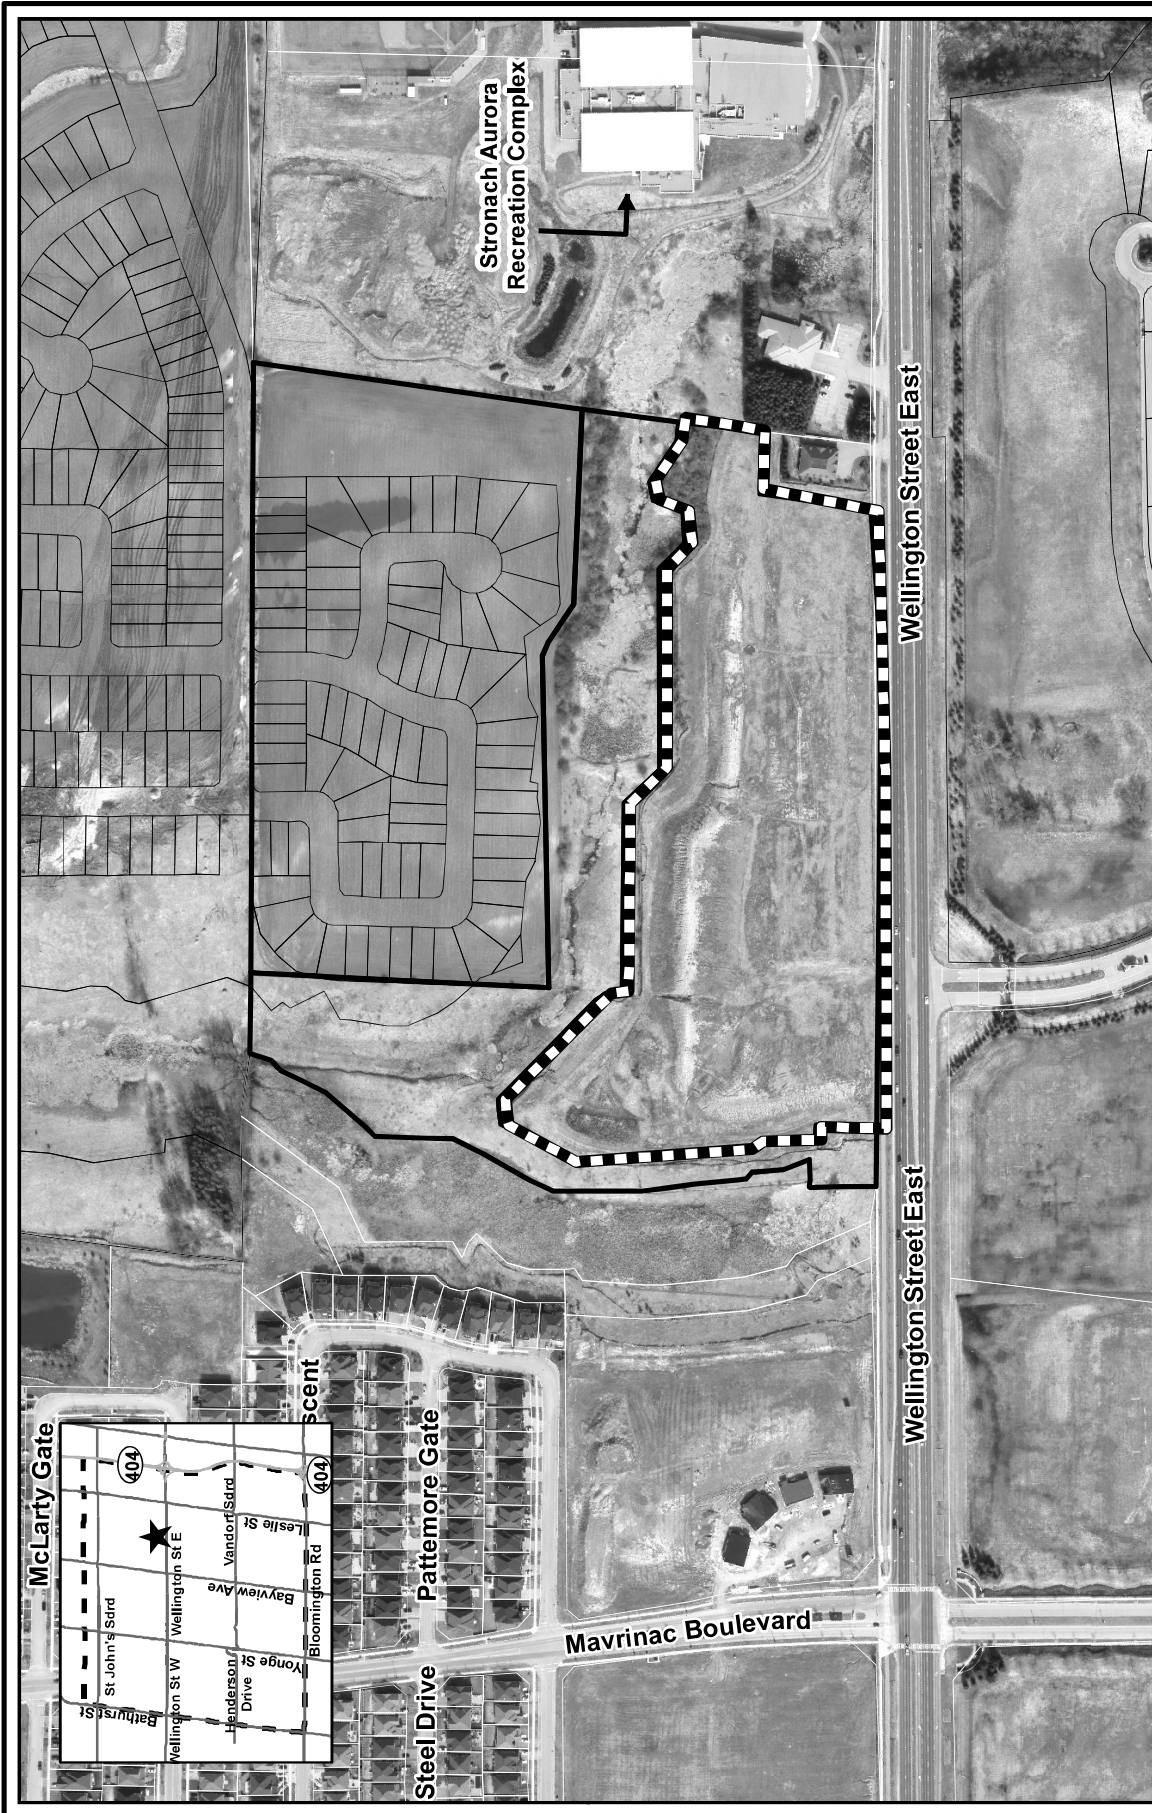 Stronach Aurora
Recreation Complex
Wellington Street East
Wellington Street East
McLarty Gate
scent
Pattemore Gate
Steel Drive
Mavrinac Boulevard
404
404
St John's Sdrd
Wellington St W
Wellington St E
Vandorf Sdrd
Henderson
Drive
Bloomington Rd
Bathurst St
Yonge St
Bayview Ave
Leslie St